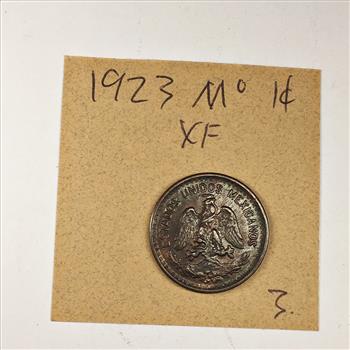 1923 Mo 1¢
XF
ESTADOS UNIDOS MEXICANOS
3.